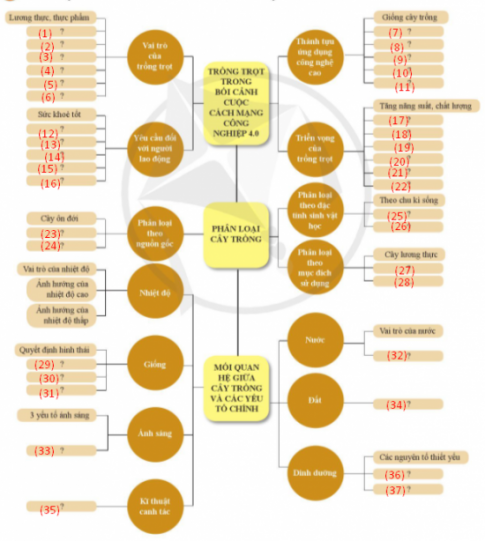 Lương thực, thực phẩm
(1) ?
(2) ?
(3) ?
(4) ?
(5) ?
(6) ?
Vai trò
của
trồng trọt
Sức khoẻ tốt
(12) ?
(13)?
(14)
(15) ?
(16)?
Yêu cầu đối
với người
lao động
TRỒNG TRỌT
TRONG
BỐI CẢNH
CUỘC
CÁCH MẠNG
CÔNG
NGHIỆP 4.0
Thành tựu
ứng dụng
công nghệ
cao
Giống cây trồng
(7) ?
(8) ?
(9)
(10)
(11)
Triển vọng
của
trồng trọt
Tăng năng suất, chất lượng
(17)?
(18)
(19)
(20)
(21)
(22)
Cây ôn đới
(23)?
(24)?
Phân loại
theo
nguồn gốc
PHÂN LOẠI
CÂY TRỒNG
Phân loại
theo đặc
tính sinh vật
học
Theo chu kì sống
(25) ?
(26)
Phân loại
theo
mục đích
sử dụng
Cây lương thực
(27)
(28)
Vai trò của nhiệt độ
Ảnh hưởng của
nhiệt độ cao
Ảnh hưởng của
nhiệt độ thấp
Nhiệt độ
Quyết định hình thái
(29) ?
(30) ?
(31) ?
Giống
3 yếu tố ánh sáng
(33) ?
Ánh sáng
(35) ?
Kĩ thuật
canh tác
MỐI QUAN
HỆ GIỮA
CÂY TRỒNG
VÀ CÁC YẾU
TỐ CHÍNH
Nước
Vai trò của nước
(32)?
Đất
(34)?
Dinh dưỡng
Các nguyên tố thiết yếu
(36) ?
(37)?